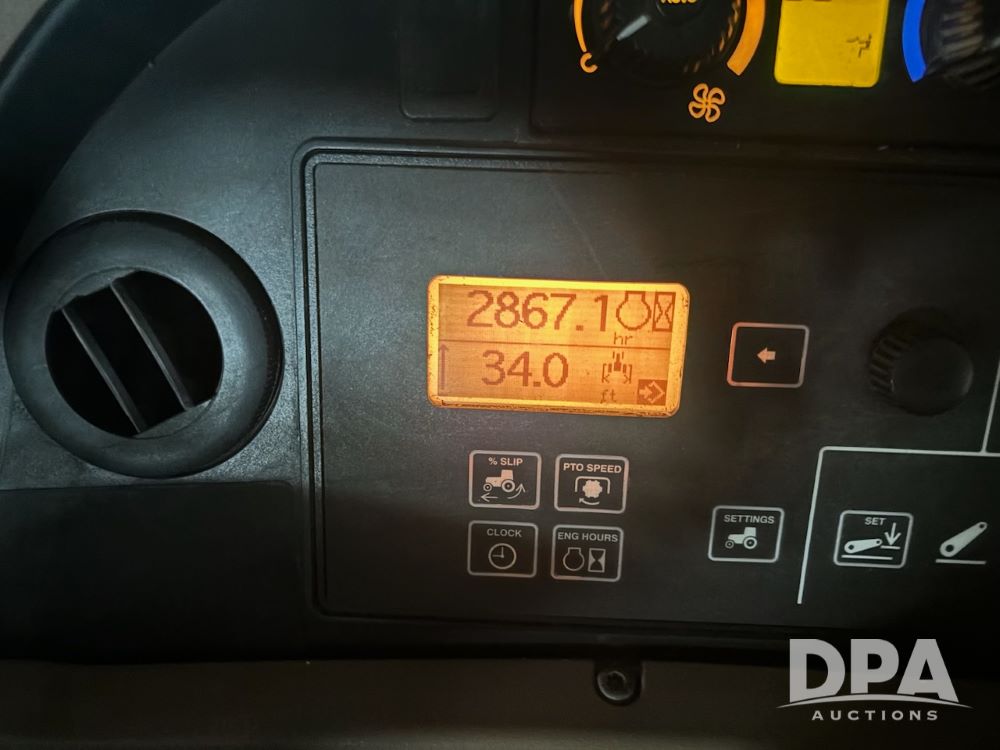 2867.1
hr
34.0
ft
% SLIP
PTO SPEED
CLOCK
ENG HOURS
SETTINGS
SET
DPA
AUCTIONS